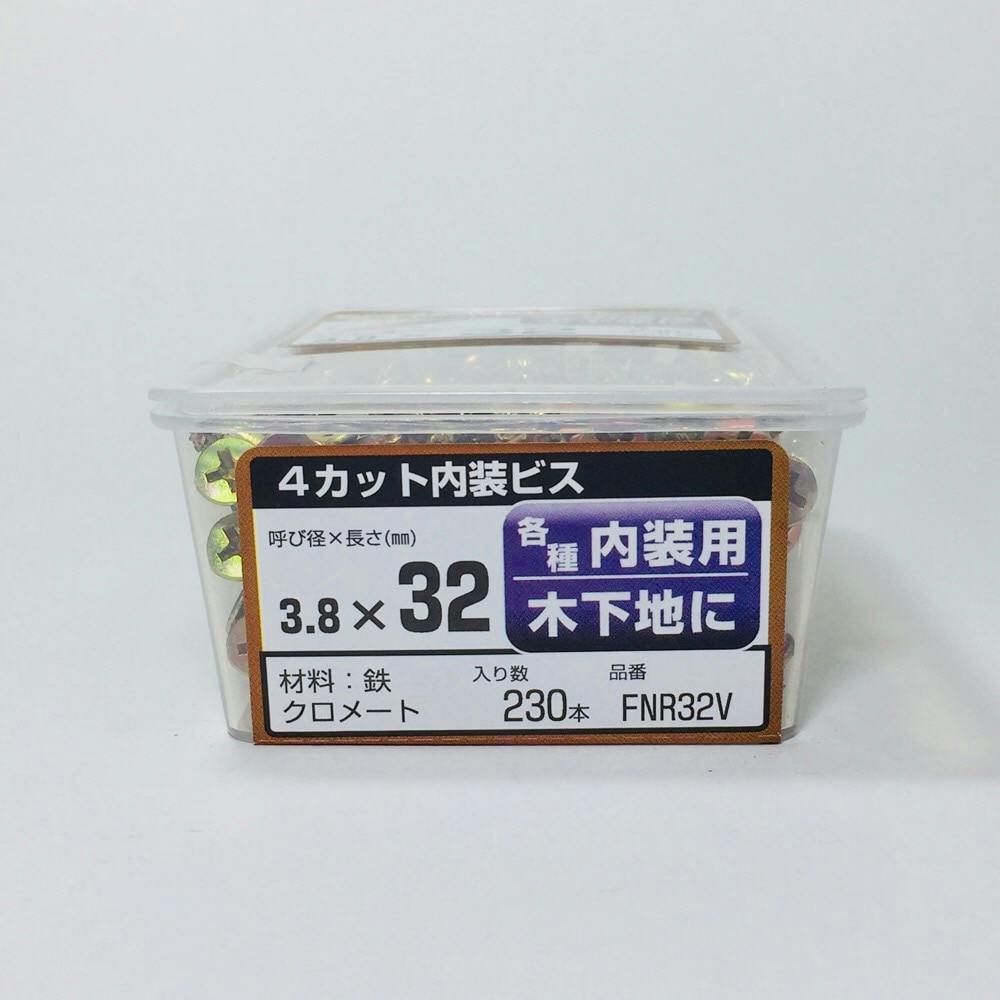 4カット内装ビス
呼び径×長さ(㎜)
3.8×32
各種 内装用
木下地に
材料：鉄
クロメート
入り数
230本
品番
FNR32V